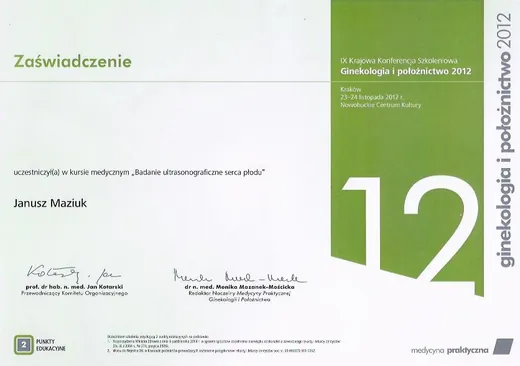 Zaświadczenie
IX Krajowa Konferencja Szkoleniowa
Ginekologia i położnictwo 2012
Kraków
23–24 listopada 2012 r.
Nowohuckie Centrum Kultury
ginekologia i położnictwo 2012
uczestniczył(a) w kursie medycznym „Badanie ultrasonograficzne serca płodu”
Janusz Maziuk
12
prof. dr hab. n. med. Jan Kotarski
Przewodniczący Komitetu Organizacyjnego
dr n. med. Monika Mazanek-Mościcka
Redaktor Naczelny Medycyny Praktycznej
Ginekologii i Położnictwa
2 PUNKTY
EDUKACYJNE
medycyna praktyczna